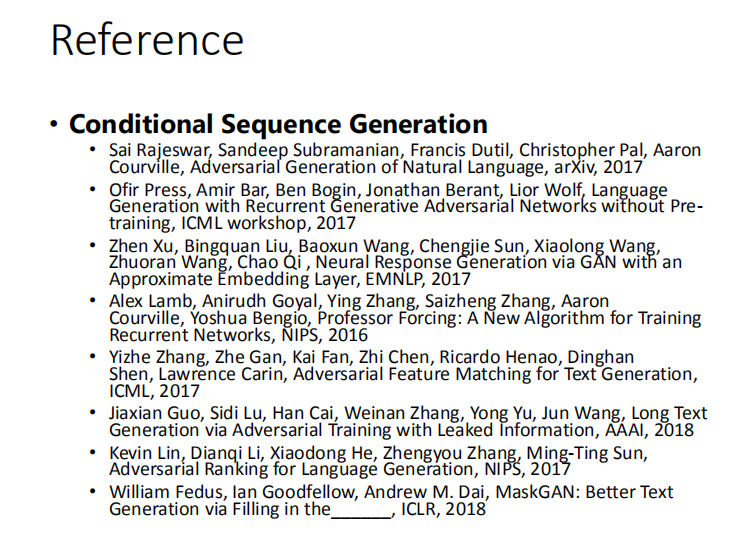 Reference
• Conditional Sequence Generation
• Sai Rajeswar, Sandeep Subramanian, Francis Dutil, Christopher Pal, Aaron
Courville, Adversarial Generation of Natural Language, arXiv, 2017
• Ofir Press, Amir Bar, Ben Bogin, Jonathan Berant, Lior Wolf, Language
Generation with Recurrent Generative Adversarial Networks without Pre-
training, ICML workshop, 2017
• Zhen Xu, Bingquan Liu, Baoxun Wang, Chengjie Sun, Xiaolong Wang,
Zhuoran Wang, Chao Qi , Neural Response Generation via GAN with an
Approximate Embedding Layer, EMNLP, 2017
• Alex Lamb, Anirudh Goyal, Ying Zhang, Saizheng Zhang, Aaron
Courville, Yoshua Bengio, Professor Forcing: A New Algorithm for Training
Recurrent Networks, NIPS, 2016
• Yizhe Zhang, Zhe Gan, Kai Fan, Zhi Chen, Ricardo Henao, Dinghan
Shen, Lawrence Carin, Adversarial Feature Matching for Text Generation,
ICML, 2017
• Jiaxian Guo, Sidi Lu, Han Cai, Weinan Zhang, Yong Yu, Jun Wang, Long Text
Generation via Adversarial Training with Leaked Information, AAAI, 2018
• Kevin Lin, Dianqi Li, Xiaodong He, Zhengyou Zhang, Ming-Ting Sun,
Adversarial Ranking for Language Generation, NIPS, 2017
• William Fedus, Ian Goodfellow, Andrew M. Dai, MaskGAN: Better Text
Generation via Filling in the______, ICLR, 2018